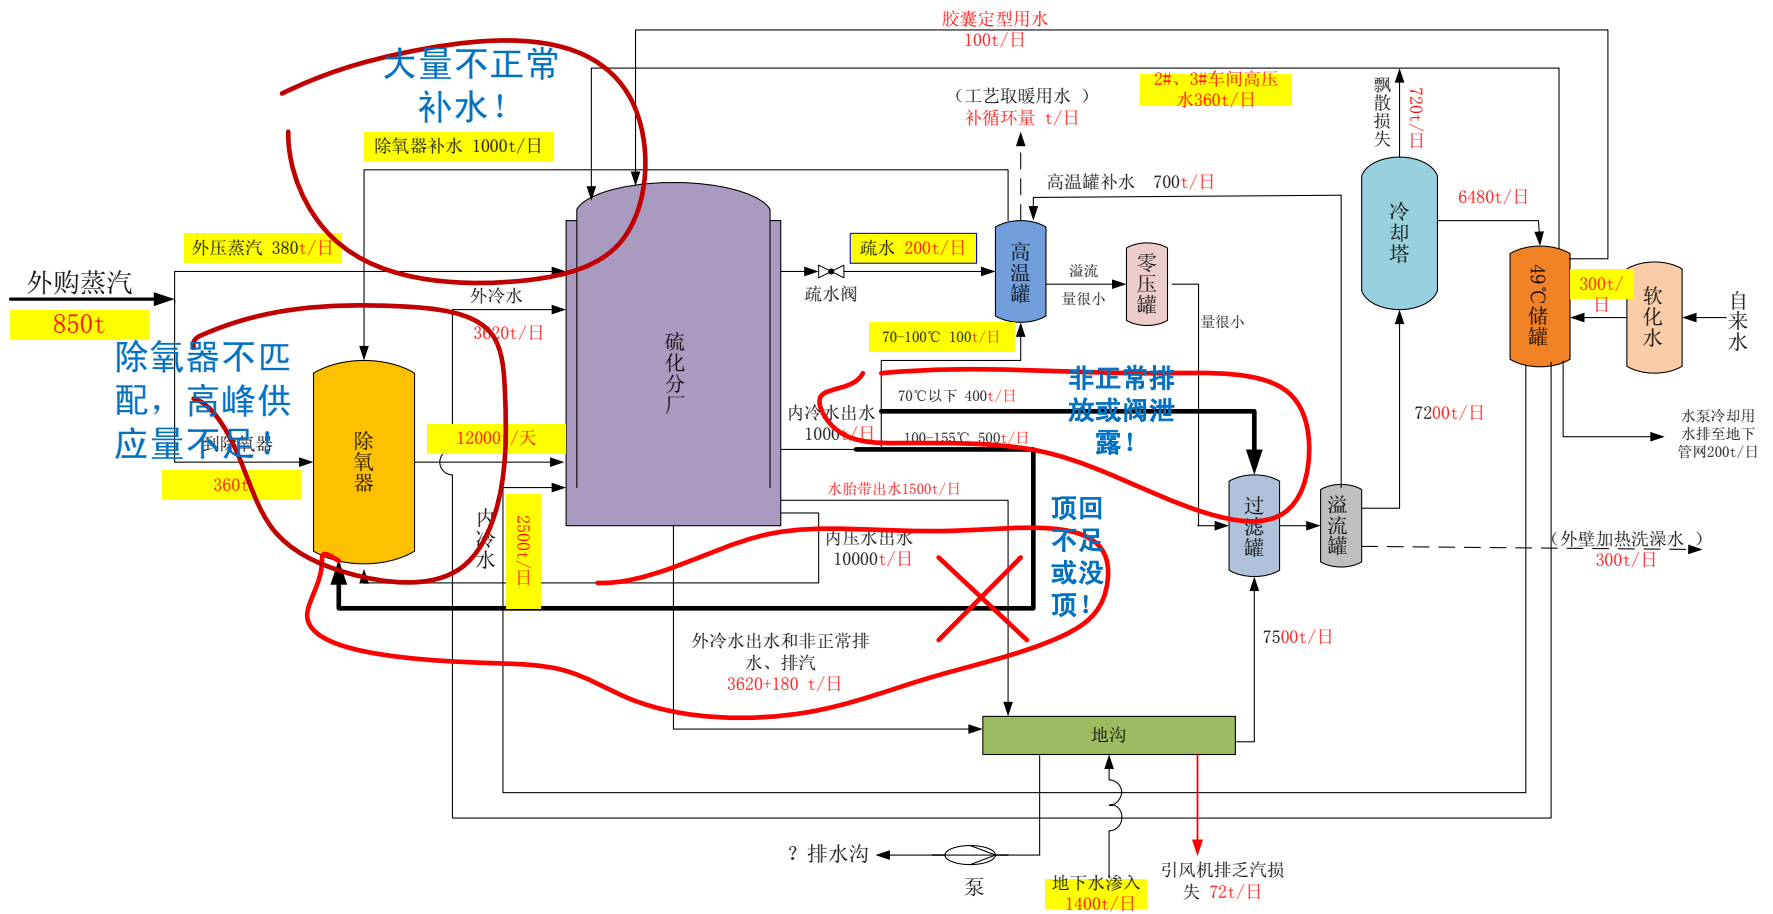 胶囊定型用水
100t/日
大量不正常
补水!
2#、3#车间高压
水360t/日
飘散损失
720t/日
（工艺取暖用水 ）
补循环量 t/日
除氧器补水 1000t/日
高温罐补水 700t/日
冷却塔
6480t/日
外压蒸汽 380t/日
疏水 200t/日
高温罐
零压罐
溢流
量很小
疏水阀
外购蒸汽
850t
外冷水
3620t/日
量很小
49℃储罐
300t/
日
软化水
自来水
70-100℃ 100t/日
硫化分厂
除氧器不匹
配，高峰供
应量不足!
到除氧器
360t
除氧器
12000t/天
70℃以下 400t/日
非正常排
放或阀泄
露!
内冷水出水
1000t/日
100-155℃ 500t/日
7200t/日
水泵冷却用
水排至地下
管网200t/日
水胎带出水1500t/日
内冷水
2500t/日
顶回
不足
或没
顶!
过滤罐
溢流罐
内压水出水
10000t/日
（外壁加热洗澡水 ）
300t/日
外冷水出水和非正常排
水、排汽
3620+180 t/日
7500t/日
地沟
？排水沟
泵
地下水渗入
1400t/日
引风机排乏汽损
失 72t/日